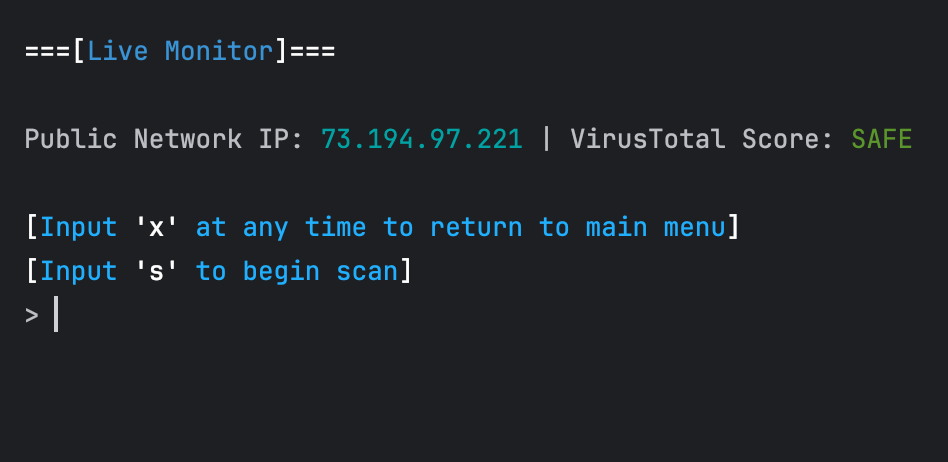 ===[Live Monitor]===
Public Network IP: 73.194.97.221 | VirusTotal Score: SAFE
[Input 'x' at any time to return to main menu]
[Input 's' to begin scan]
>